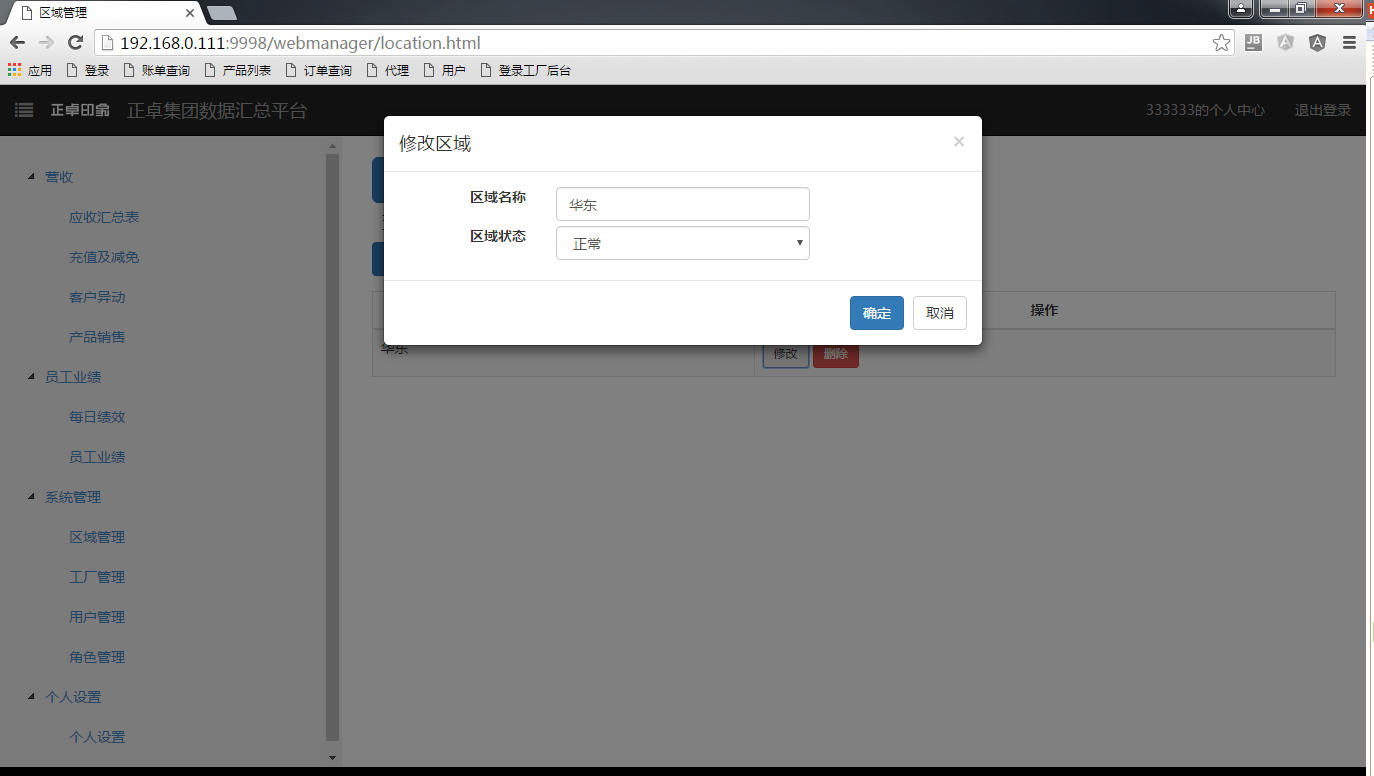 区域管理
192.168.0.111:9998/webmanager/location.html
应用 登录 账单查询 产品列表 订单查询 代理 用户 登录工厂后台
正卓印象 正卓集团数据汇总平台 333333的个人中心 退出登录
营收
应收汇总表
充值及减免
客户异动
产品销售
员工业绩
每日绩效
员工业绩
系统管理
区域管理
工厂管理
用户管理
角色管理
个人设置
个人设置
修改区域 ×
区域名称 华东
区域状态 正常
确定 取消
操作
华东 修改 删除